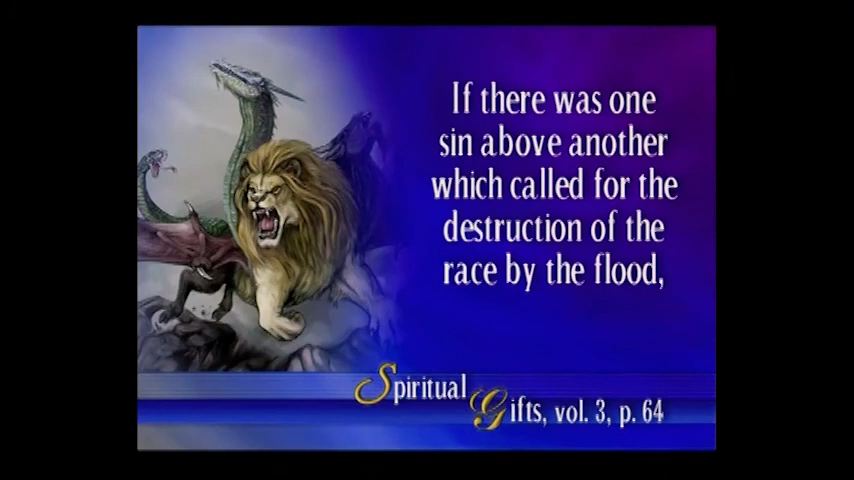 If there was one
sin above another
which called for the
destruction of the
race by the flood,
Spiritual
Gifts, vol. 3, p. 64